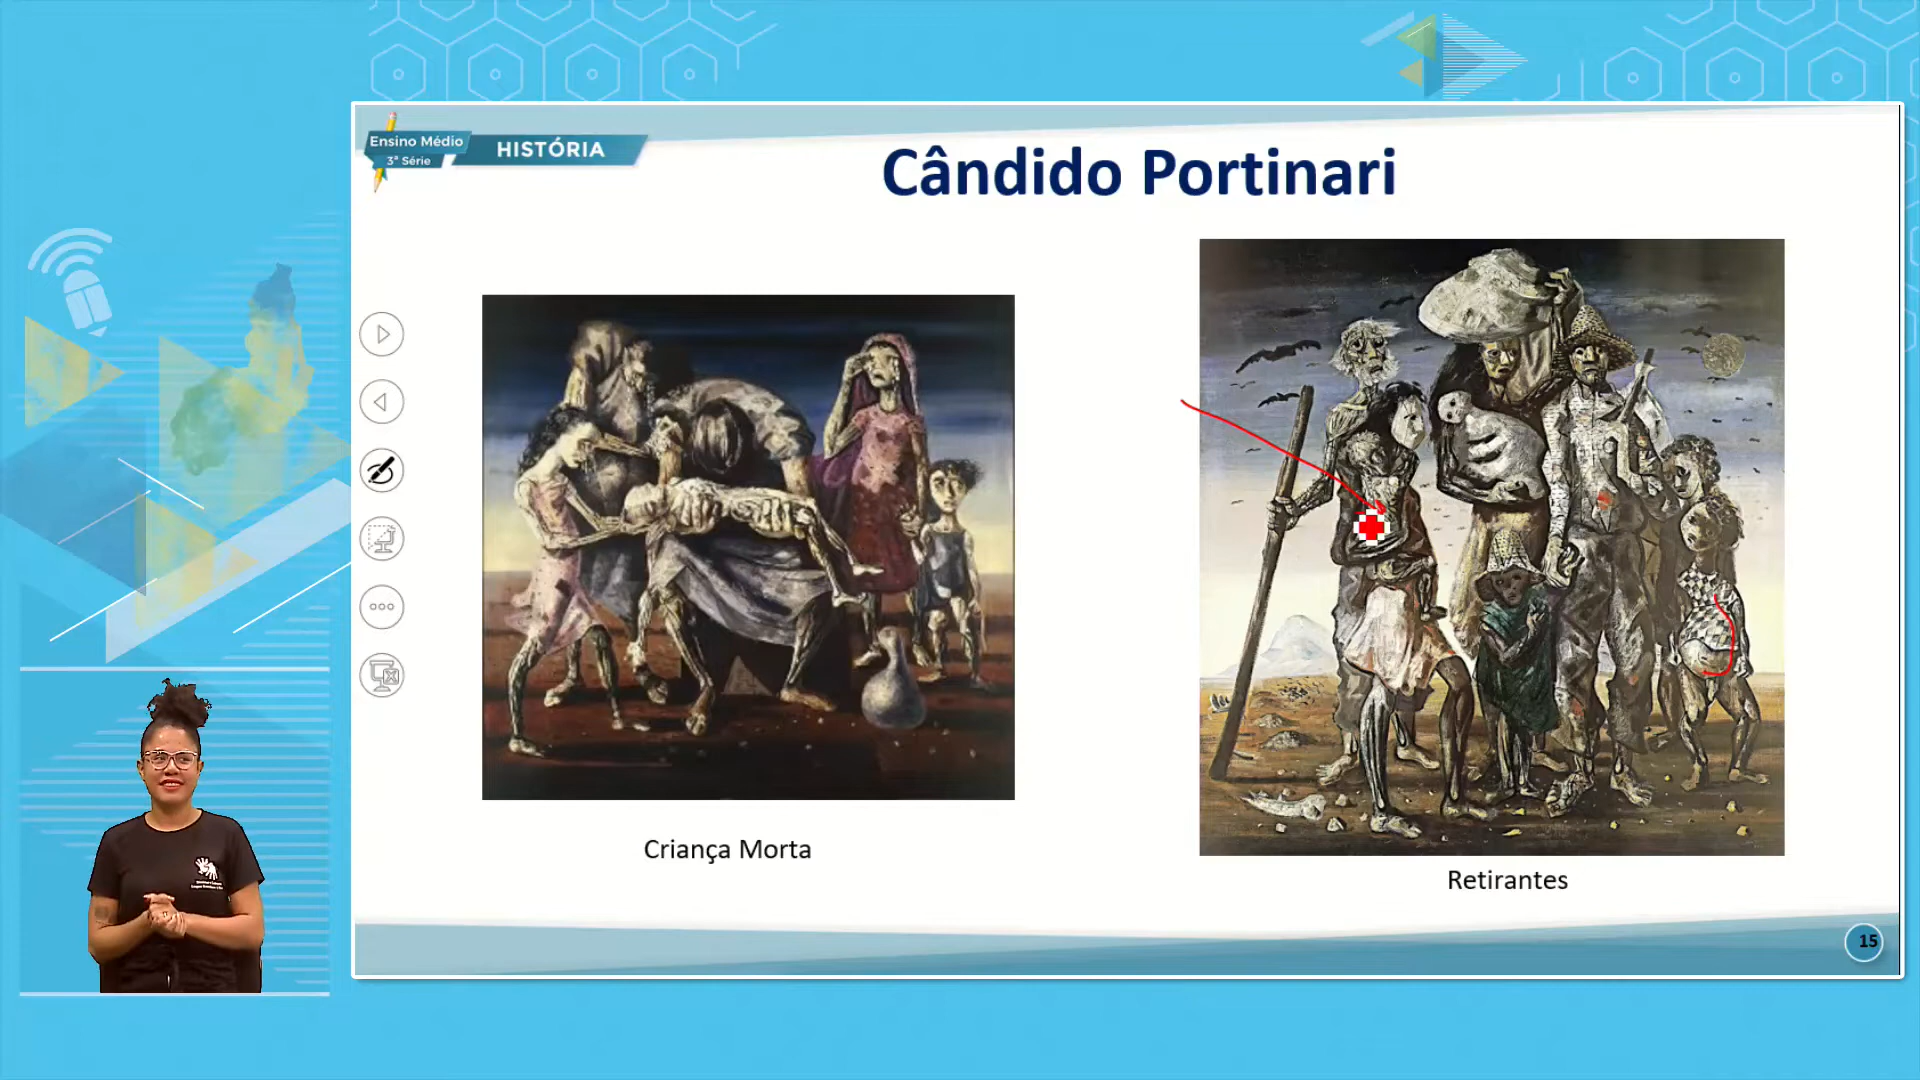 Ensino Médio
3ª Série
HISTÓRIA
Cândido Portinari
Criança Morta
Retirantes
15